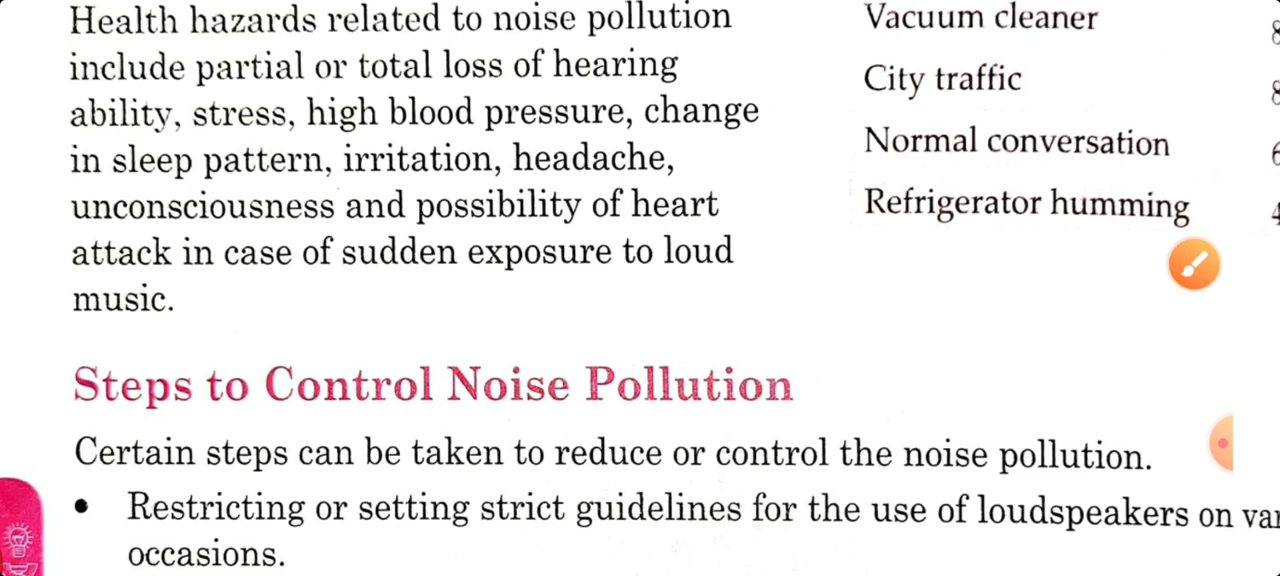 Health hazards related to noise pollution
include partial or total loss of hearing
ability, stress, high blood pressure, change
in sleep pattern, irritation, headache,
unconsciousness and possibility of heart
attack in case of sudden exposure to loud
music.
Vacuum cleaner
City traffic
Normal conversation
Refrigerator humming
Steps to Control Noise Pollution
Certain steps can be taken to reduce or control the noise pollution.
• Restricting or setting strict guidelines for the use of loudspeakers on
occasions.